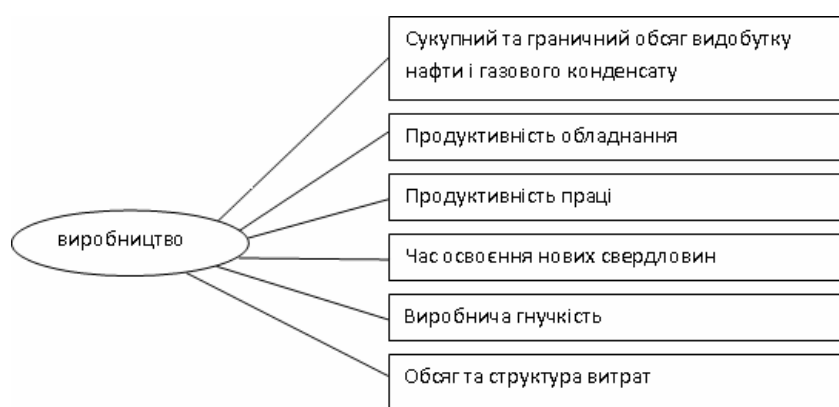 Сукупний та граничний обсяг видобутку
нафти і газового конденсату
Продуктивність обладнання
Продуктивність праці
виробництво
Час освоєння нових свердловин
Виробнича гнучкість
Обсяг та структура витрат